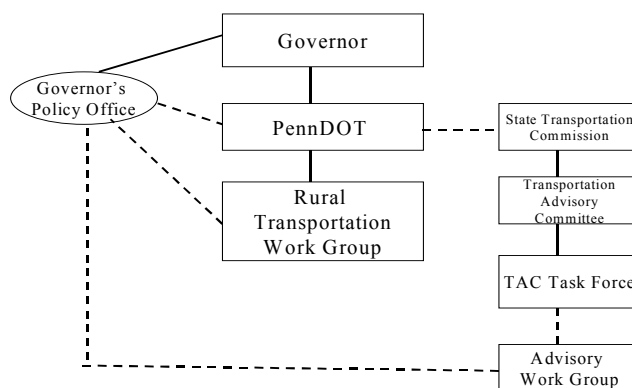 Governor
Governor's
Policy Office
PennDOT
State Transportation
Commission
Rural
Transportation
Work Group
Transportation
Advisory
Committee
TAC Task Force
Advisory
Work Group